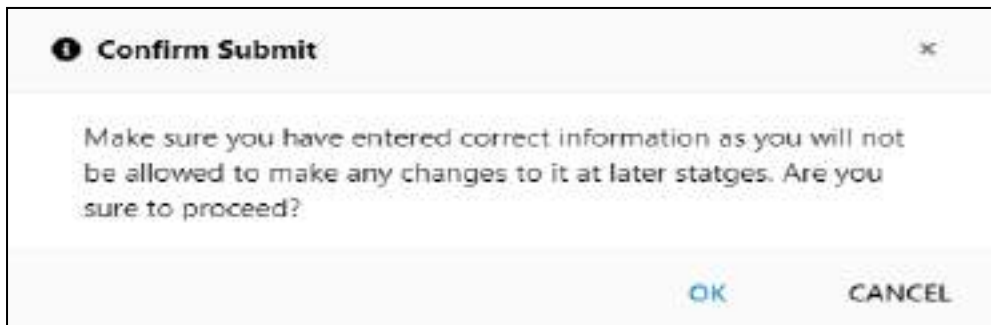 Confirm Submit
Make sure you have entered correct information as you will not
be allowed to make any changes to it at later statges. Are you
sure to proceed?
OK CANCEL